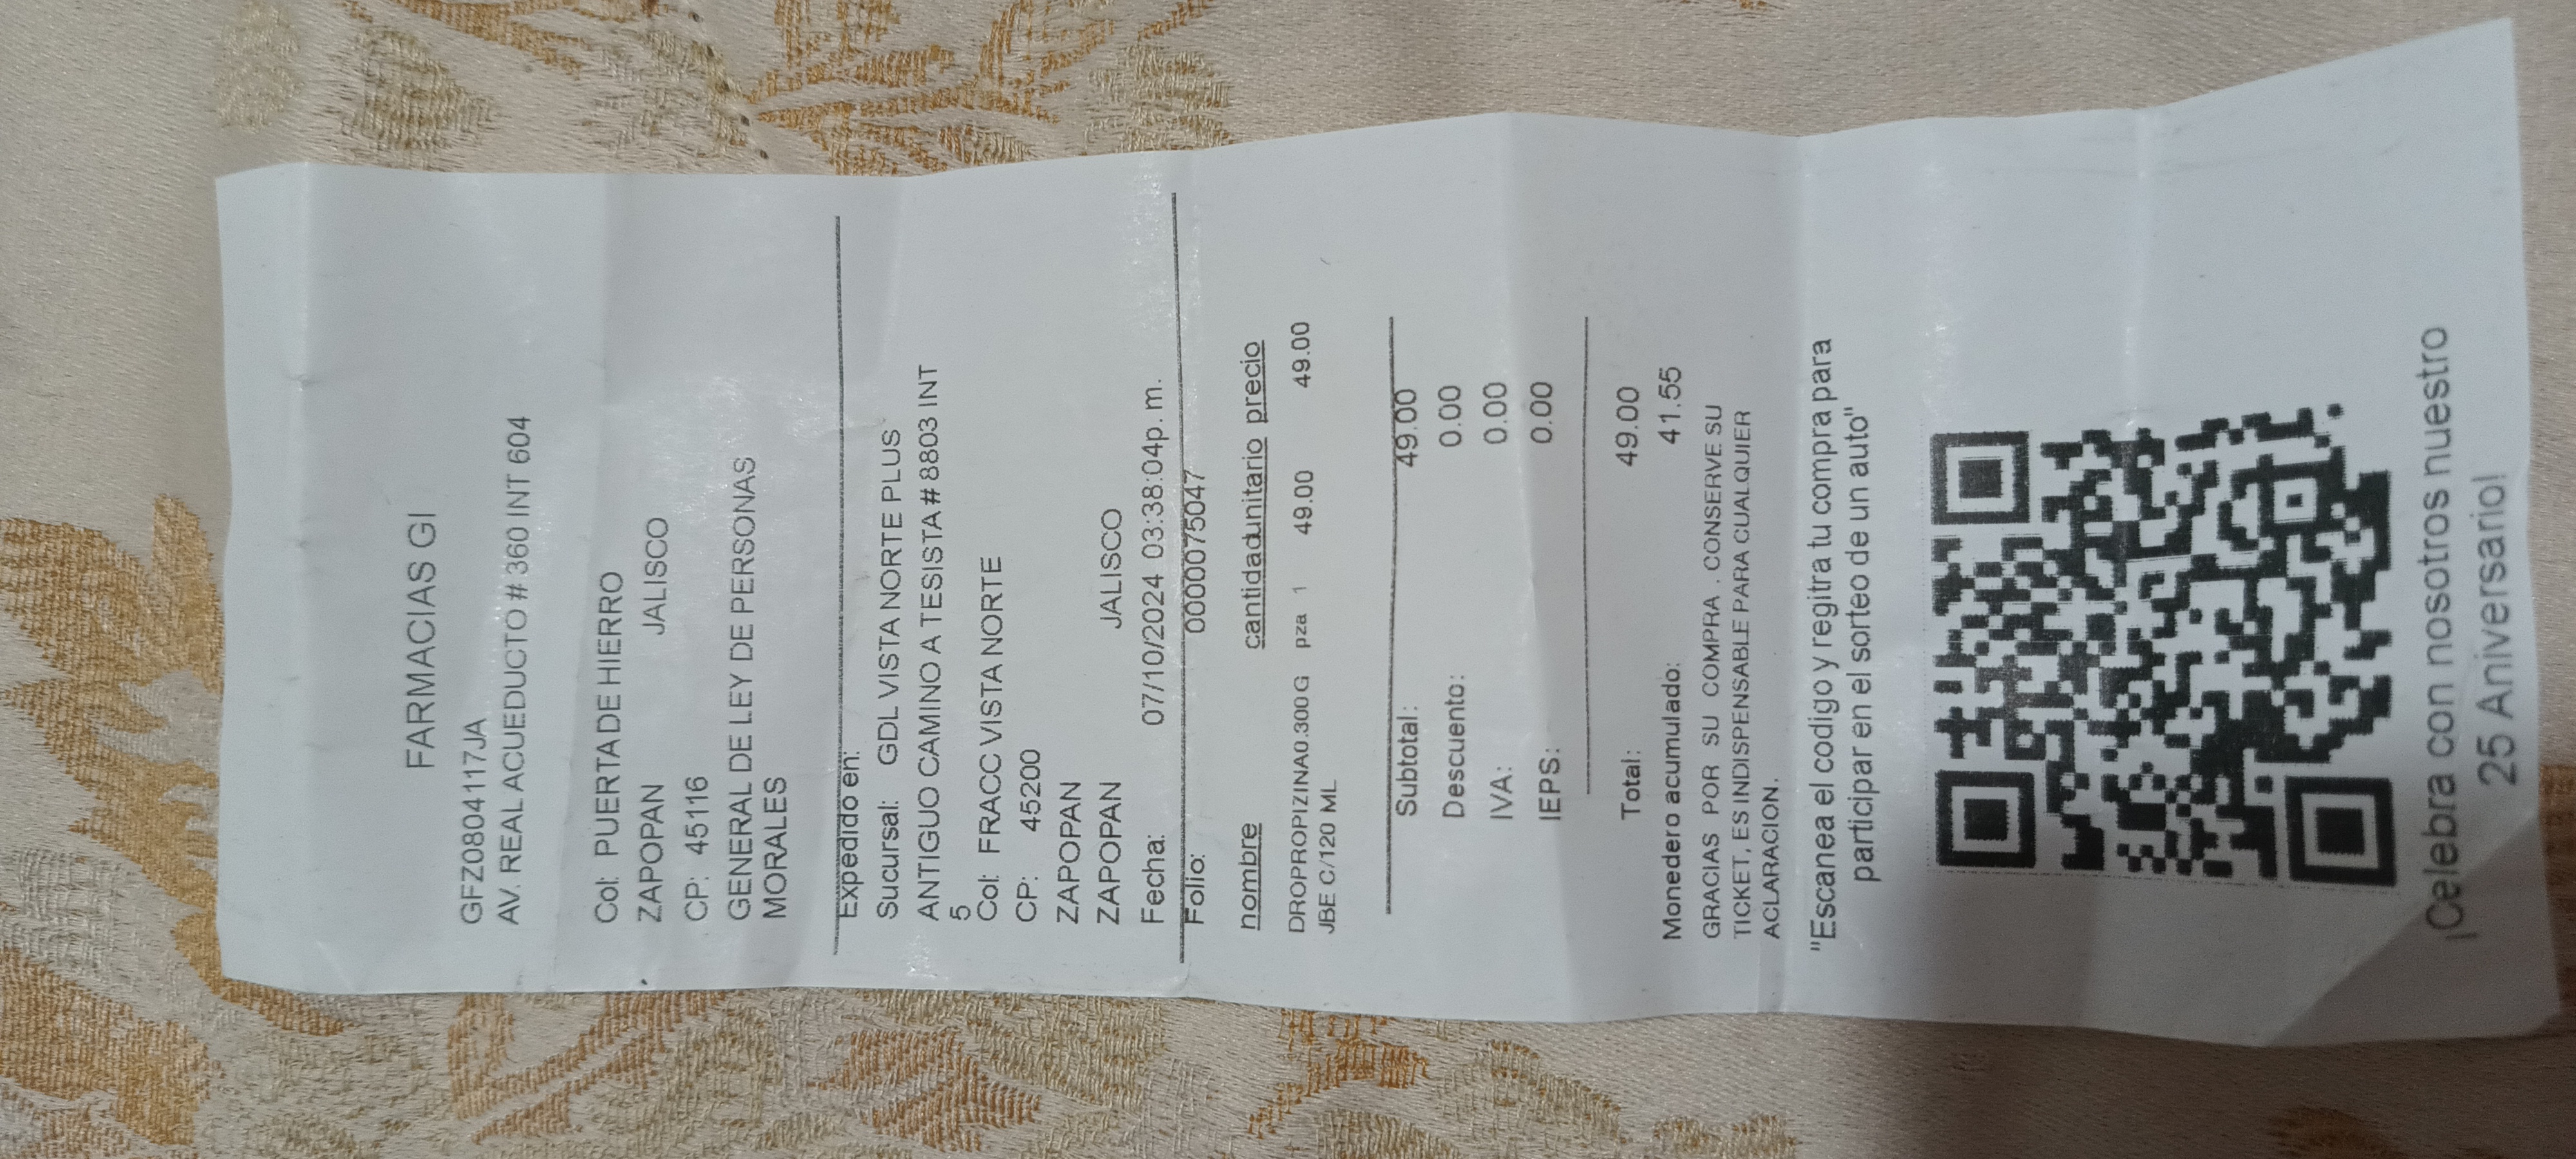 FARMACIAS GI
GFZ0804117JA
AV. REAL ACUEDUCTO # 360 INT 604
Col: PUERTA DE HIERRO
ZAPOPAN JALISCO
CP: 45116
GENERAL DE LEY DE PERSONAS
MORALES
Expedido en:
Sucursal: GDL VISTA NORTE PLUS
ANTIGUO CAMINO A TESISTA # 8803 INT
5
Col: FRACC VISTA NORTE
CP: 45200
ZAPOPAN
ZAPOPAN JALISCO
Fecha: 07/10/2024 03:38:04p. m.
Folio: 0000075047
nombre cantidad unitario precio
DROPROPIZINA0.300G pza 1 49.00 49.00
JBE C/120 ML
Subtotal: 49.00
Descuento: 0.00
IVA: 0.00
IEPS: 0.00
Total: 49.00
Monedero acumulado: 41.55
GRACIAS POR SU COMPRA , CONSERVE SU
TICKET, ES INDISPENSABLE PARA CUALQUIER
ACLARACION.
"Escanea el codigo y regitra tu compra para
participar en el sorteo de un auto"
¡Celebra con nosotros nuestro
25 Aniversario!